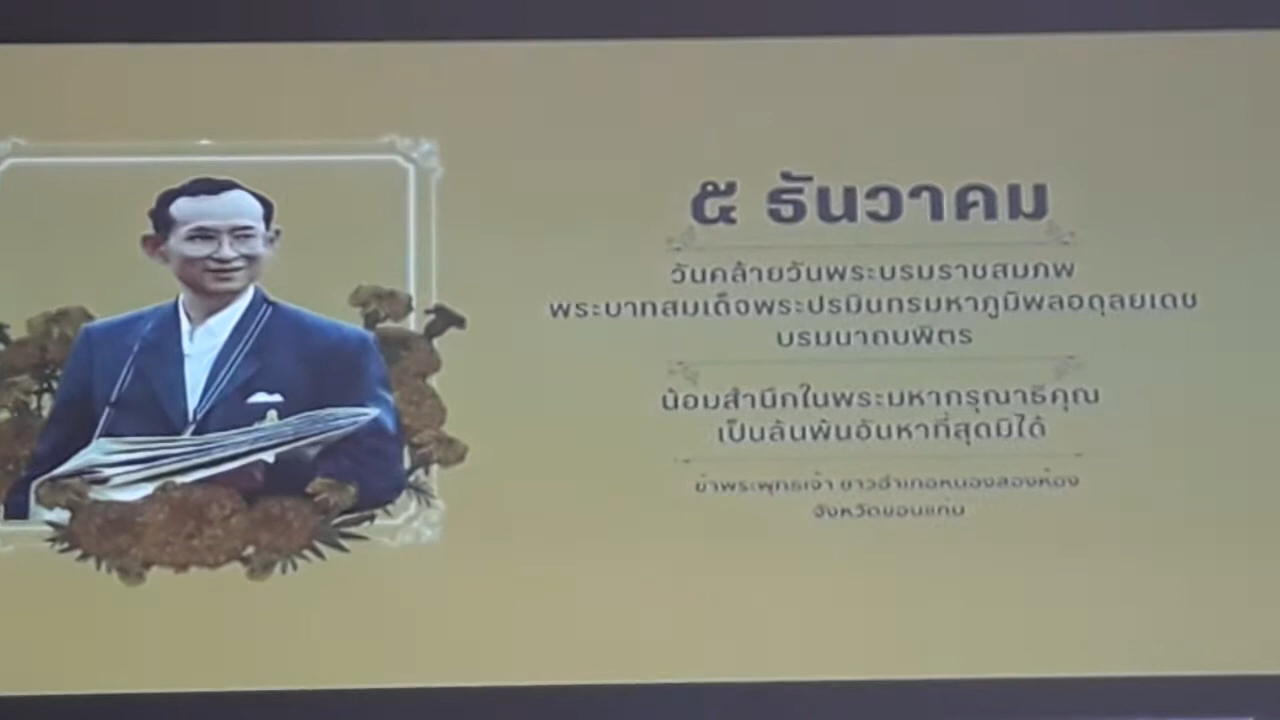 ๕ ธันวาคม
วันคล้ายวันพระบรมราชสมภพ
พระบาทสมเด็จพระปรมินทรมหาภูมิพลอดุลยเดช
บรมนาถบพิตร
น้อมสำนึกในพระมหากรุณาธิคุณ
เป็นล้นพ้นอันหาที่สุดมิได้
ข้าพระพุทธเจ้า ชาวอำเภอหนองสองห้อง
จังหวัดขอนแก่น